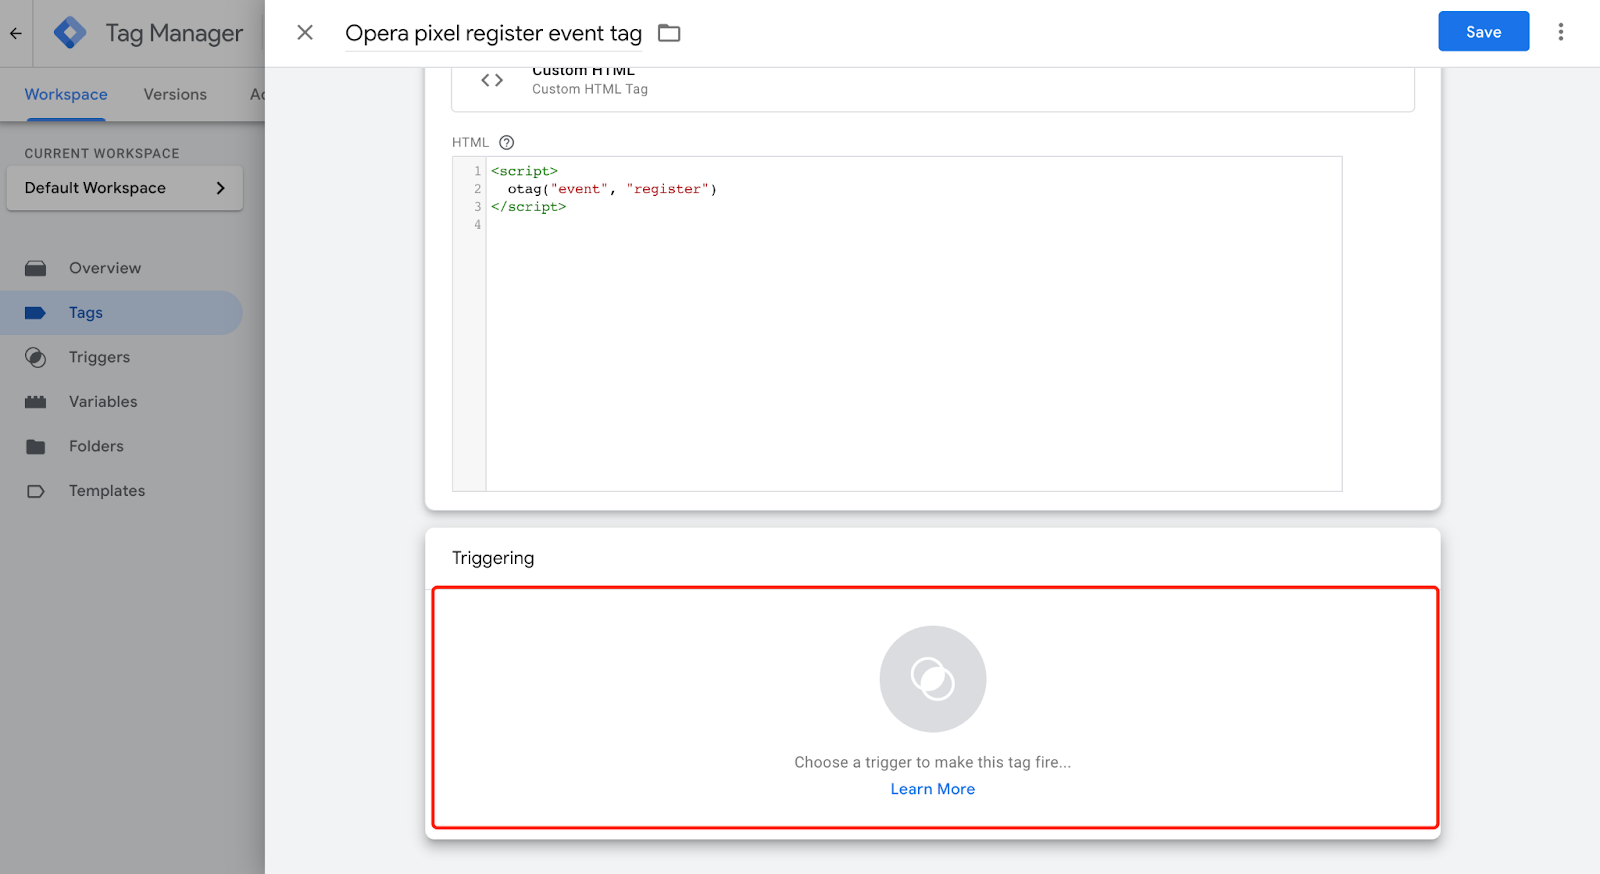 Tag Manager
Opera pixel register event tag
Save
Workspace
Versions
Ac
Custom HTML
Custom HTML Tag
CURRENT WORKSPACE
Default Workspace
HTML
1 <script>
2 otag("event", "register")
3 </script>
4
Overview
Tags
Triggers
Variables
Folders
Templates
Triggering
Choose a trigger to make this tag fire...
Learn More